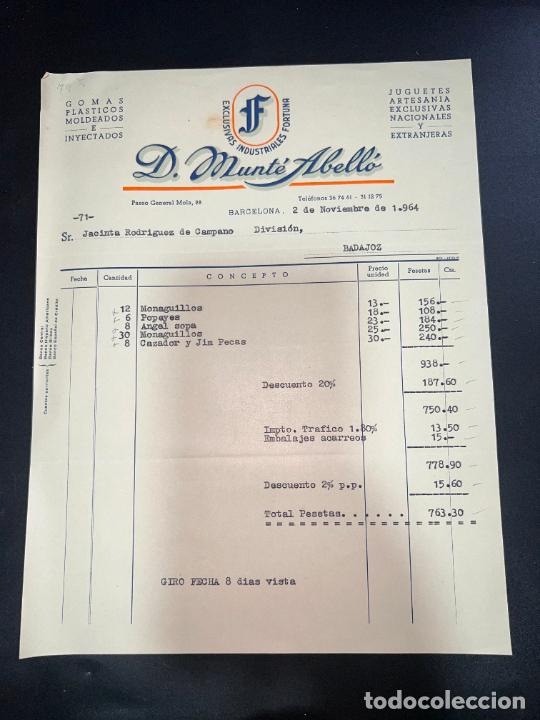 GOMAS
PLASTICOS
MOLDEADOS
E
INYECTADOS
F
EXCLUSIVAS INDUSTRIALES FORTUNA
JUGUETES
ARTESANIA
EXCLUSIVAS
NACIONALES
Y
EXTRANJERAS
D. Munté Abelló
Paseo General Mola, 99
Teléfonos 36 76 61 - 31 12 75
-71-
BARCELONA, 2 de Noviembre de 1.964
Sr. Jacinta Rodriguez de Campano División,
BADAJOZ
Fecha Cantidad CONCEPTO Precio unidad Pesetas Cts.
12 Monaguillos 13.— 156.—
6 Popeyes 18.— 108.—
8 Angel sopa 23.— 184.—
30 Monaguillos 25.— 250.—
8 Cazador y Jim Pecas 30.— 240.—
938.—
Descuento 20% 187.60
750.40
Impto. Trafico 1.80% 13.50
Embalajes acarreos 15.—
778.90
Descuento 2% p.p. 15.60
Total Pesetas. . . . . . 763.30
GIRO FECHA 8 dias vista
todocoleccion